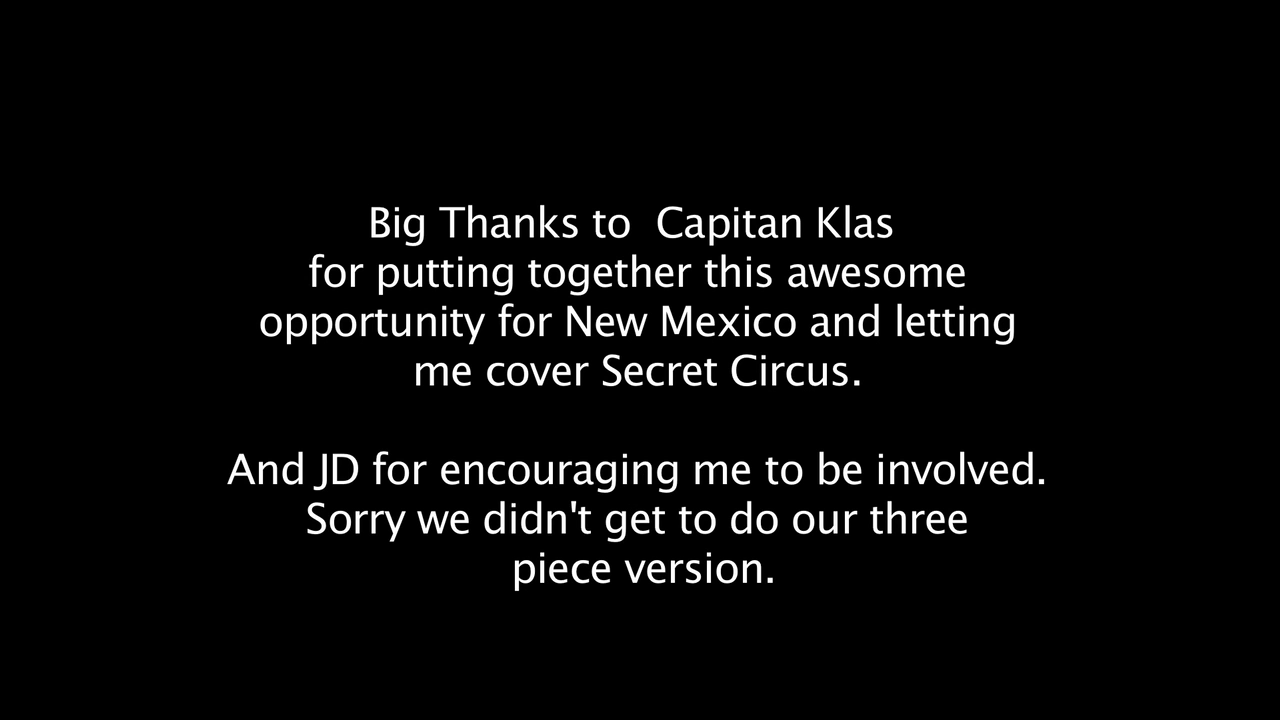 Big Thanks to  Capitan Klas
for putting together this awesome
opportunity for New Mexico and letting
me cover Secret Circus.
And JD for encouraging me to be involved.
Sorry we didn't get to do our three
piece version.